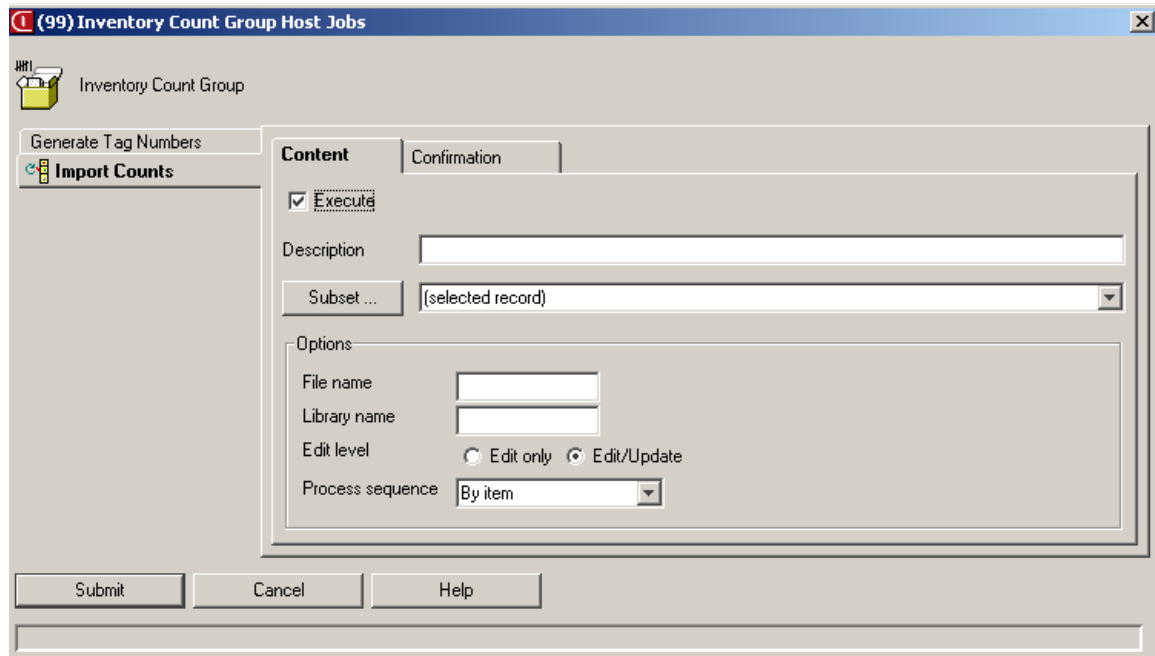 (99) Inventory Count Group Host Jobs
Inventory Count Group
Generate Tag Numbers
Import Counts
Content
Confirmation
Execute
Description
Subset ...
(selected record)
Options
File name
Library name
Edit level
Edit only
Edit/Update
Process sequence
By item
Submit
Cancel
Help